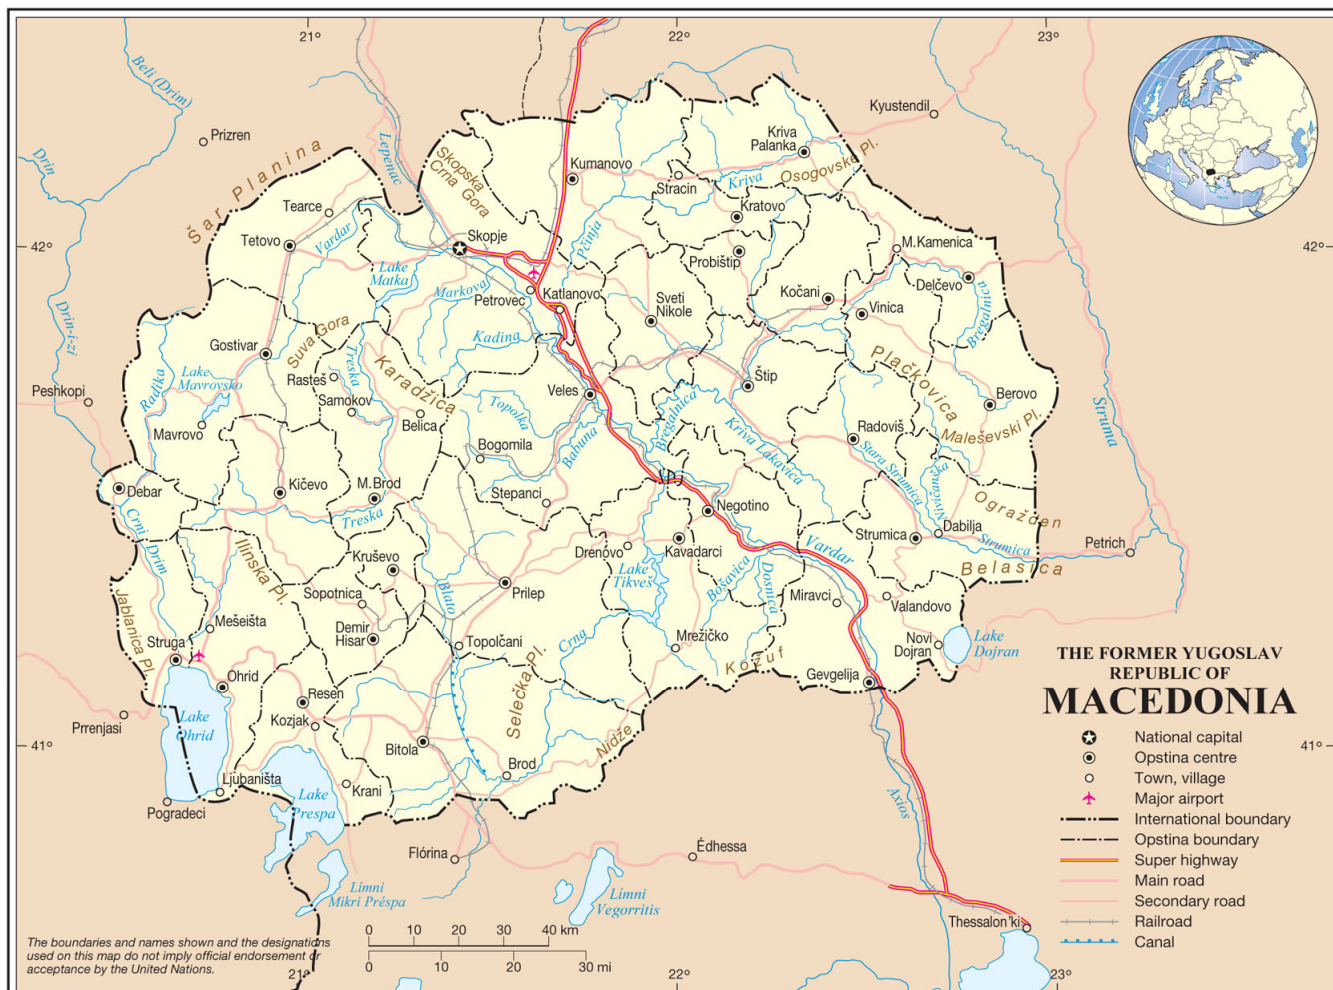 21°
22°
23°
Beli (Drim)
Prizren
Kyustendil
Drin
Lepenac
Šar Planina
Skopska
Crna Gora
Kumanovo
Kriva
Palanka
Osogovske Pl.
Stracin
Kriva
Tearce
Kratovo
Vardar
Pčinja
Tetovo
Skopje
42°
42°
M.Kamenica
Probištip
Lake
Matka
Markova
Petrovec
Katlanovo
Sveti
Nikole
Kočani
Vinica
Delčevo
Bregalnica
Drin-i-zi
Suva Gora
Gostivar
Kadina
Treska
Karadžica
Plačkovica
Rasteš
Samokov
Lake
Mavrovsko
Radika
Peshkopi
Veles
Štip
Berovo
Struma
Maleševski Pl.
Mavrovo
Belica
Topolka
Babuna
Bregalnica
Kriva Lakavica
Radoviš
Bogomila
Stara Strumica
Debar
Kičevo
M.Brod
Stepanci
Negotino
Nivičanska
Ogražden
Treska
Crni Drim
Dabilja
Strumica
Strumica
Petrich
Belasica
Vardar
Drenovo
Kavadarci
Ilinska Pl.
Kruševo
Lake
Tikveš
Bošavica
Dosnica
Jablanica Pl.
Sopotnica
Blato
Prilep
Miravci
Valandovo
Mešeišta
Demir
Hisar
Topolčani
Crna
Mrežičko
Novi
Dojran
Lake
Dojran
Struga
Kožuf
Gevgelija
Ohrid
Selečka Pl.
Resen
Prrenjasi
Lake
Ohrid
Kozjak
Nidže
41°
41°
Bitola
Brod
Ljubaništa
Lake
Prespa
Krani
Pogradeci
Axios
Flórina
Édhessa
Límni
Mikri Préspa
Límni
Vegorritis
Thessalon'ki
THE FORMER YUGOSLAV
REPUBLIC OF
MACEDONIA
National capital
Opstina centre
Town, village
Major airport
International boundary
Opstina boundary
Super highway
Main road
Secondary road
Railroad
Canal
0 10 20 30 40 km
0 10 20 30 mi
The boundaries and names shown and the designations
used on this map do not imply official endorsement or
acceptance by the United Nations.
21°
22°
23°